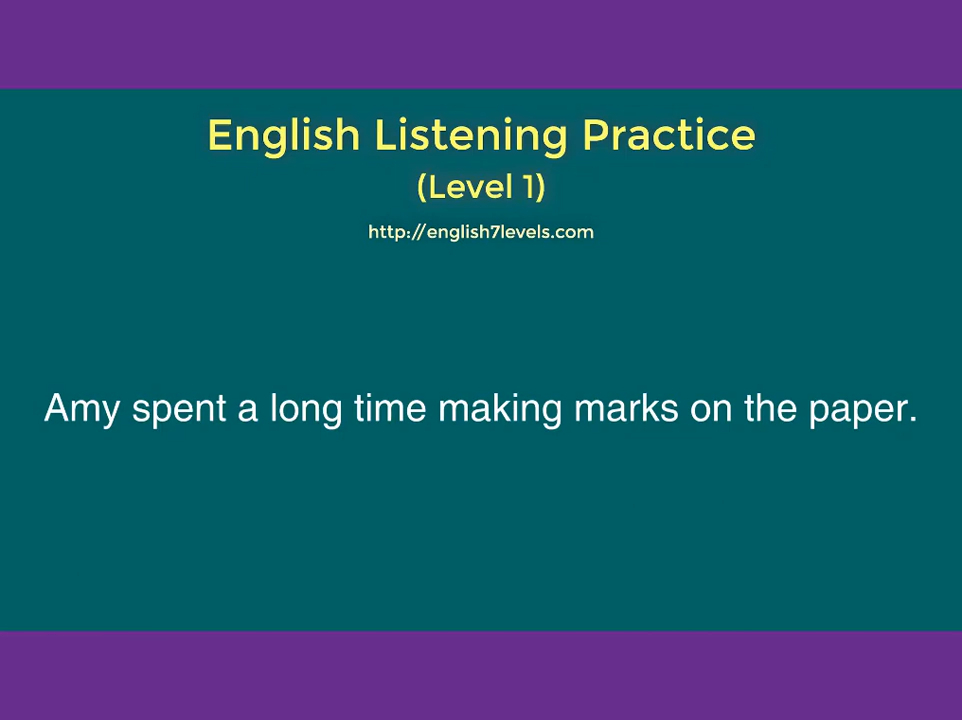 English Listening Practice
(Level 1)
http://english7levels.com
Amy spent a long time making marks on the paper.